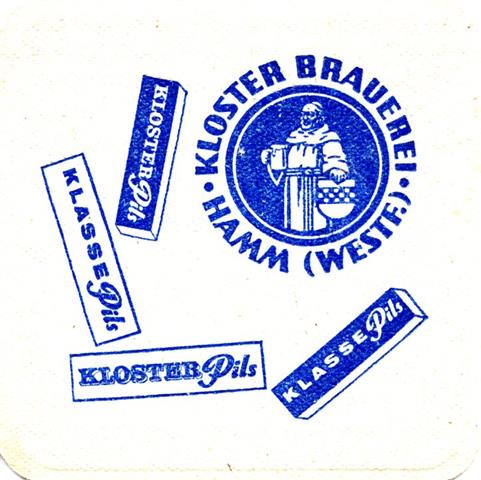 • KLOSTER BRAUEREI •
HAMM (WESTF.)
KLOSTER Pils
KLASSE Pils
KLOSTER Pils
KLASSE Pils